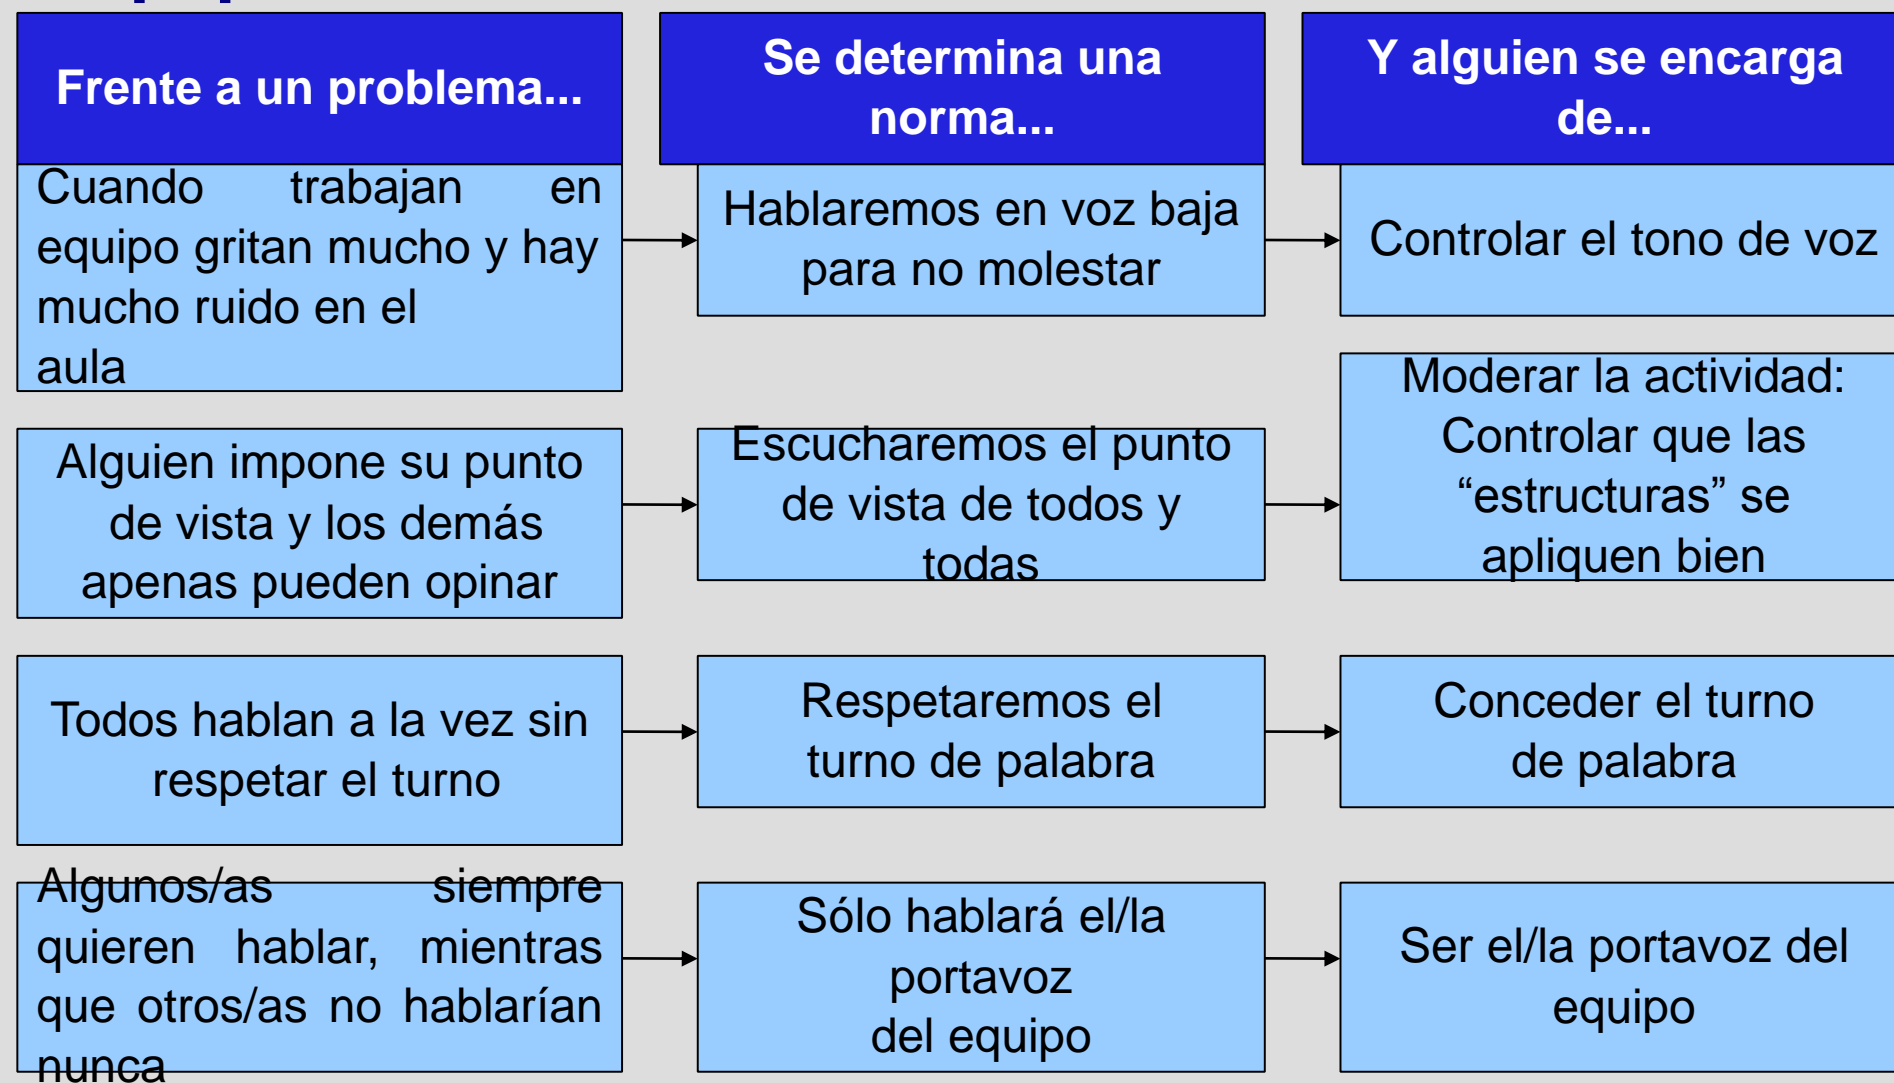 Frente a un problema...
Se determina una
norma...
Y alguien se encarga
de...
Cuando trabajan en
equipo gritan mucho y hay
mucho ruido en el
aula
Hablaremos en voz baja
para no molestar
Controlar el tono de voz
Alguien impone su punto
de vista y los demás
apenas pueden opinar
Escucharemos el punto
de vista de todos y
todas
Moderar la actividad:
Controlar que las
“estructuras” se
apliquen bien
Todos hablan a la vez sin
respetar el turno
Respetaremos el
turno de palabra
Conceder el turno
de palabra
Algunos/as siempre
quieren hablar, mientras
que otros/as no hablarían
nunca
Sólo hablará el/la
portavoz
del equipo
Ser el/la portavoz del
equipo